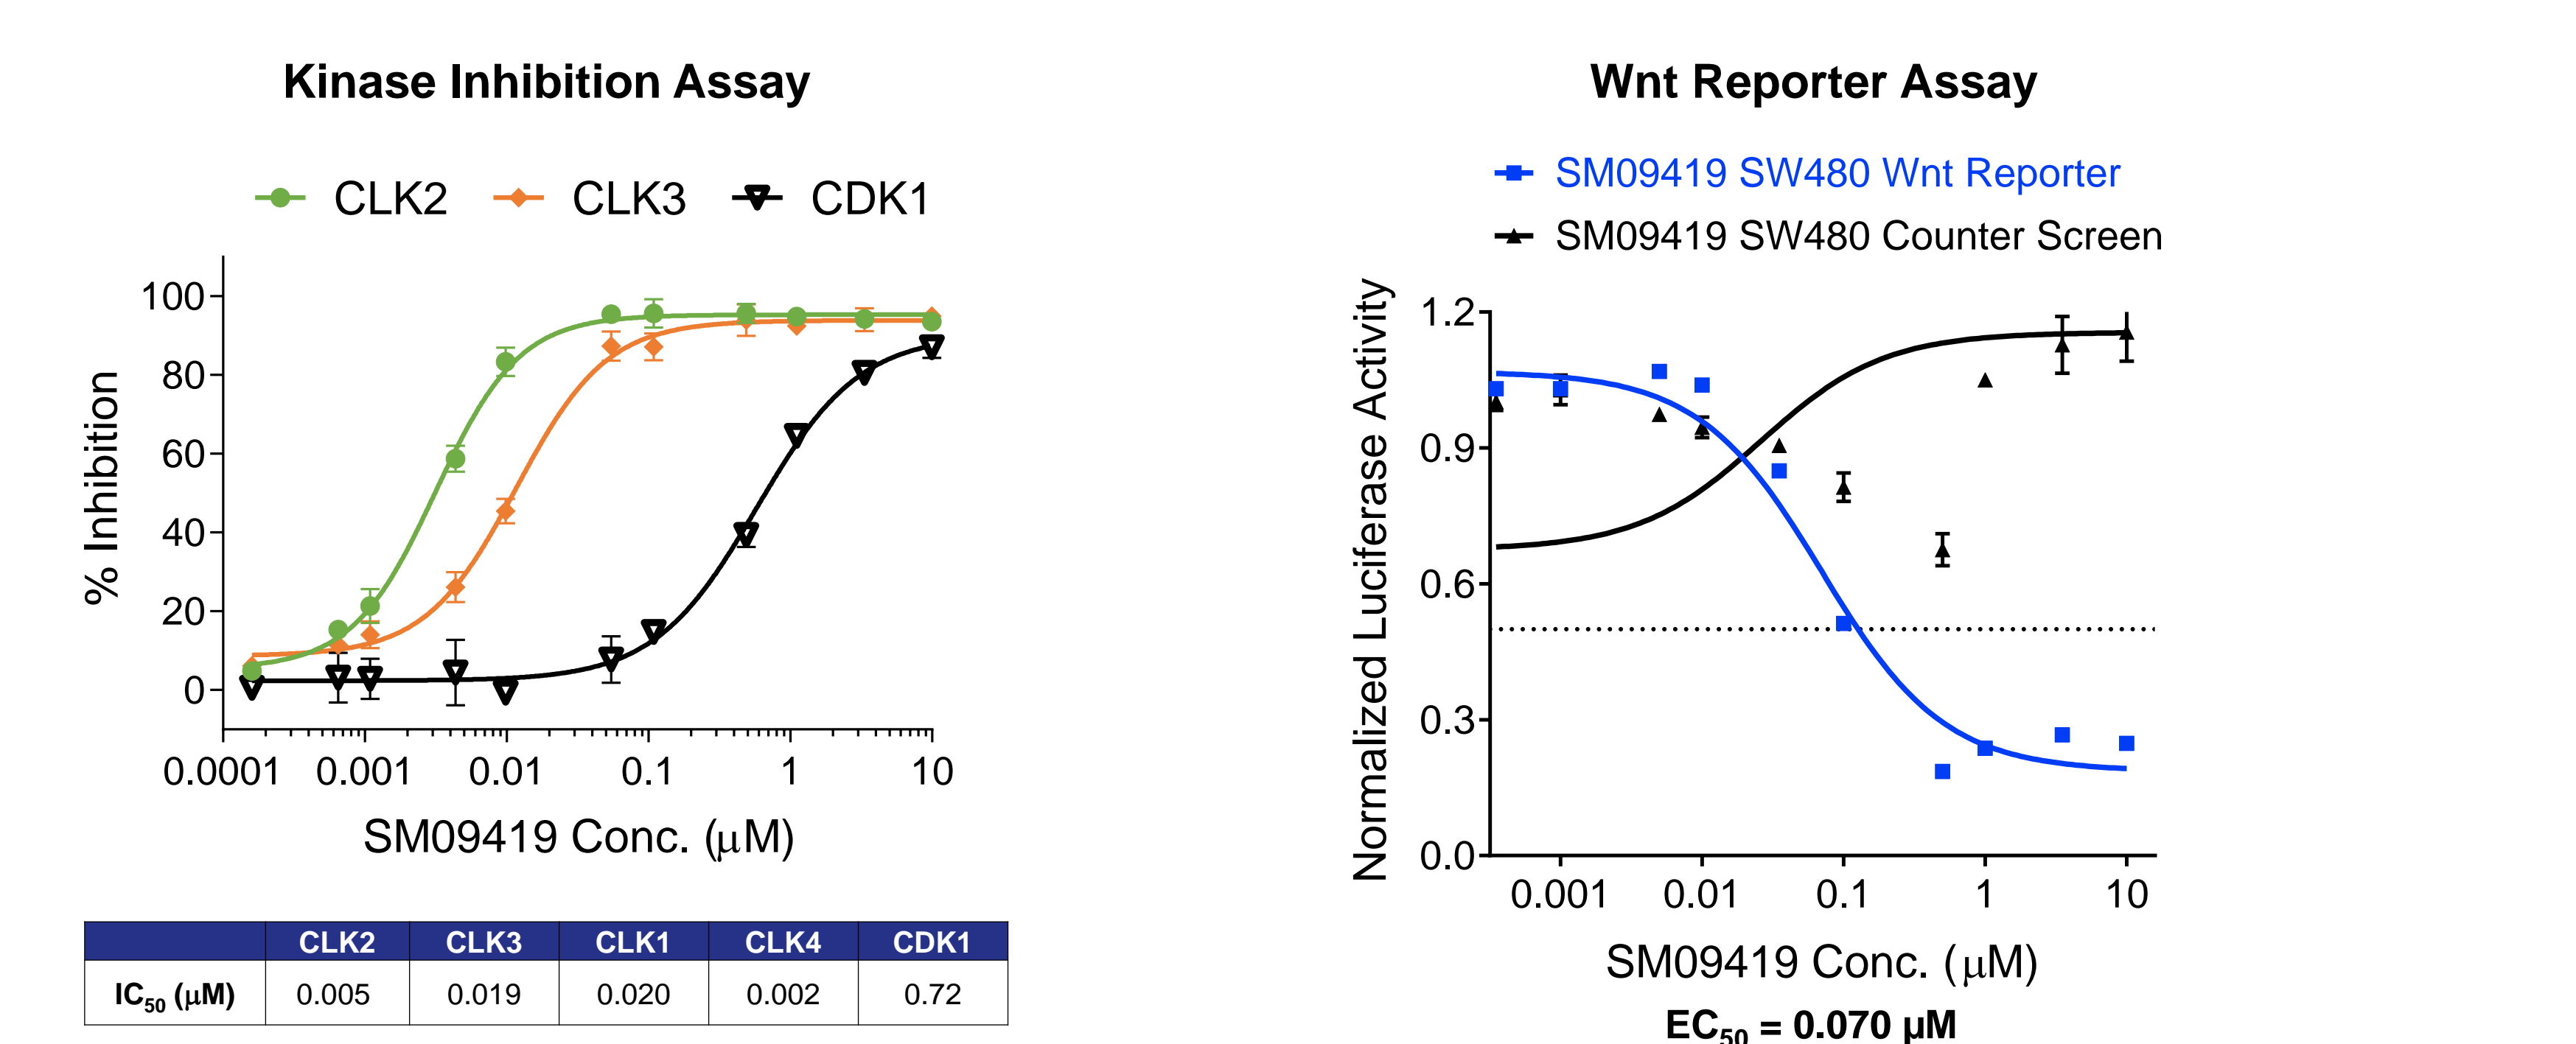 Kinase Inhibition Assay
CLK2 CLK3 CDK1
% Inhibition
100
80
60
40
20
0
0.0001 0.001 0.01 0.1 1 10
SM09419 Conc. (μM)
CLK2 CLK3 CLK1 CLK4 CDK1
IC50 (μM) 0.005 0.019 0.020 0.002 0.72
Wnt Reporter Assay
SM09419 SW480 Wnt Reporter
SM09419 SW480 Counter Screen
Normalized Luciferase Activity
1.2
0.9
0.6
0.3
0.0
0.001 0.01 0.1 1 10
SM09419 Conc. (μM)
EC50 = 0.070 μM